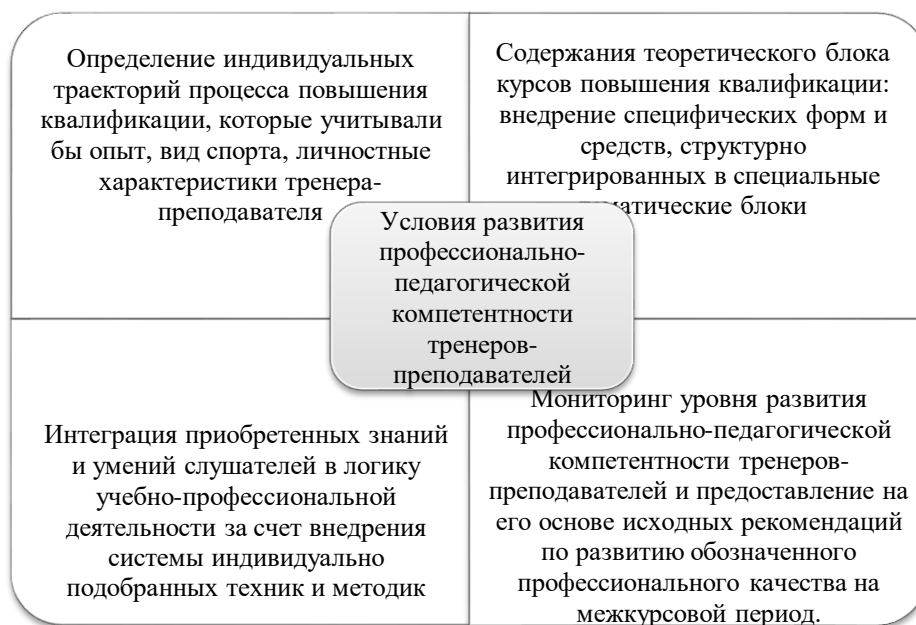 Определение индивидуальных
траекторий процесса повышения
квалификации, которые учитывали
бы опыт, вид спорта, личностные
характеристики тренера-
преподавателя
Содержания теоретического блока
курсов повышения квалификации:
внедрение специфических форм и
средств, структурно
интегрированных в специальные
блоки
Условия развития
профессионально-
педагогической
компетентности
тренеров-
преподавателей
Интеграция приобретенных знаний
и умений слушателей в логику
учебно-профессиональной
деятельности за счет внедрения
системы индивидуально
подобранных техник и методик
Мониторинг уровня развития
профессионально-педагогической
компетентности тренеров-
преподавателей и предоставление на
его основе исходных рекомендаций
по развитию обозначенного
профессионального качества на
межкурсовой период.